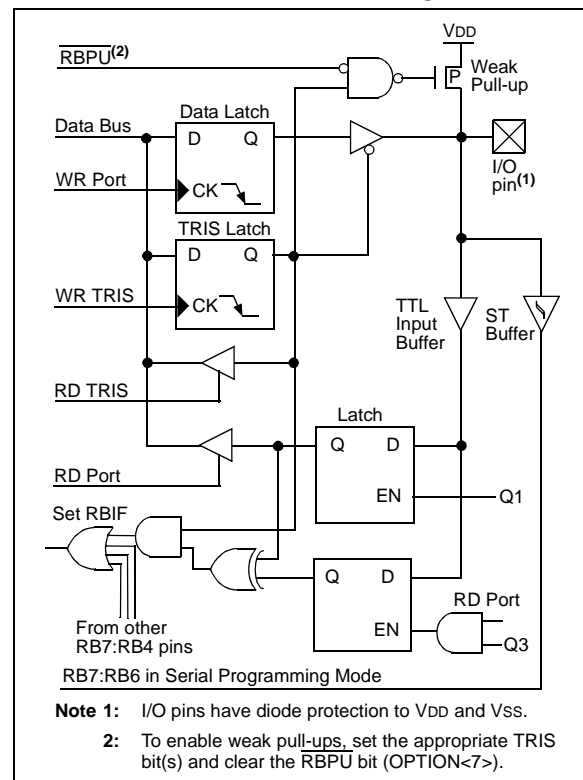 VDD
RBPU(2)
P
Weak
Pull-up
Data Latch
Data Bus
D Q
I/O
pin(1)
WR Port
CK
TRIS Latch
D Q
WR TRIS
CK
TTL
Input
Buffer
ST
Buffer
RD TRIS
Latch
Q D
RD Port
EN
Q1
Set RBIF
Q D
RD Port
EN
Q3
From other
RB7:RB4 pins
RB7:RB6 in Serial Programming Mode
Note 1: I/O pins have diode protection to VDD and VSS.
2: To enable weak pull-ups, set the appropriate TRIS
bit(s) and clear the RBPU bit (OPTION<7>).